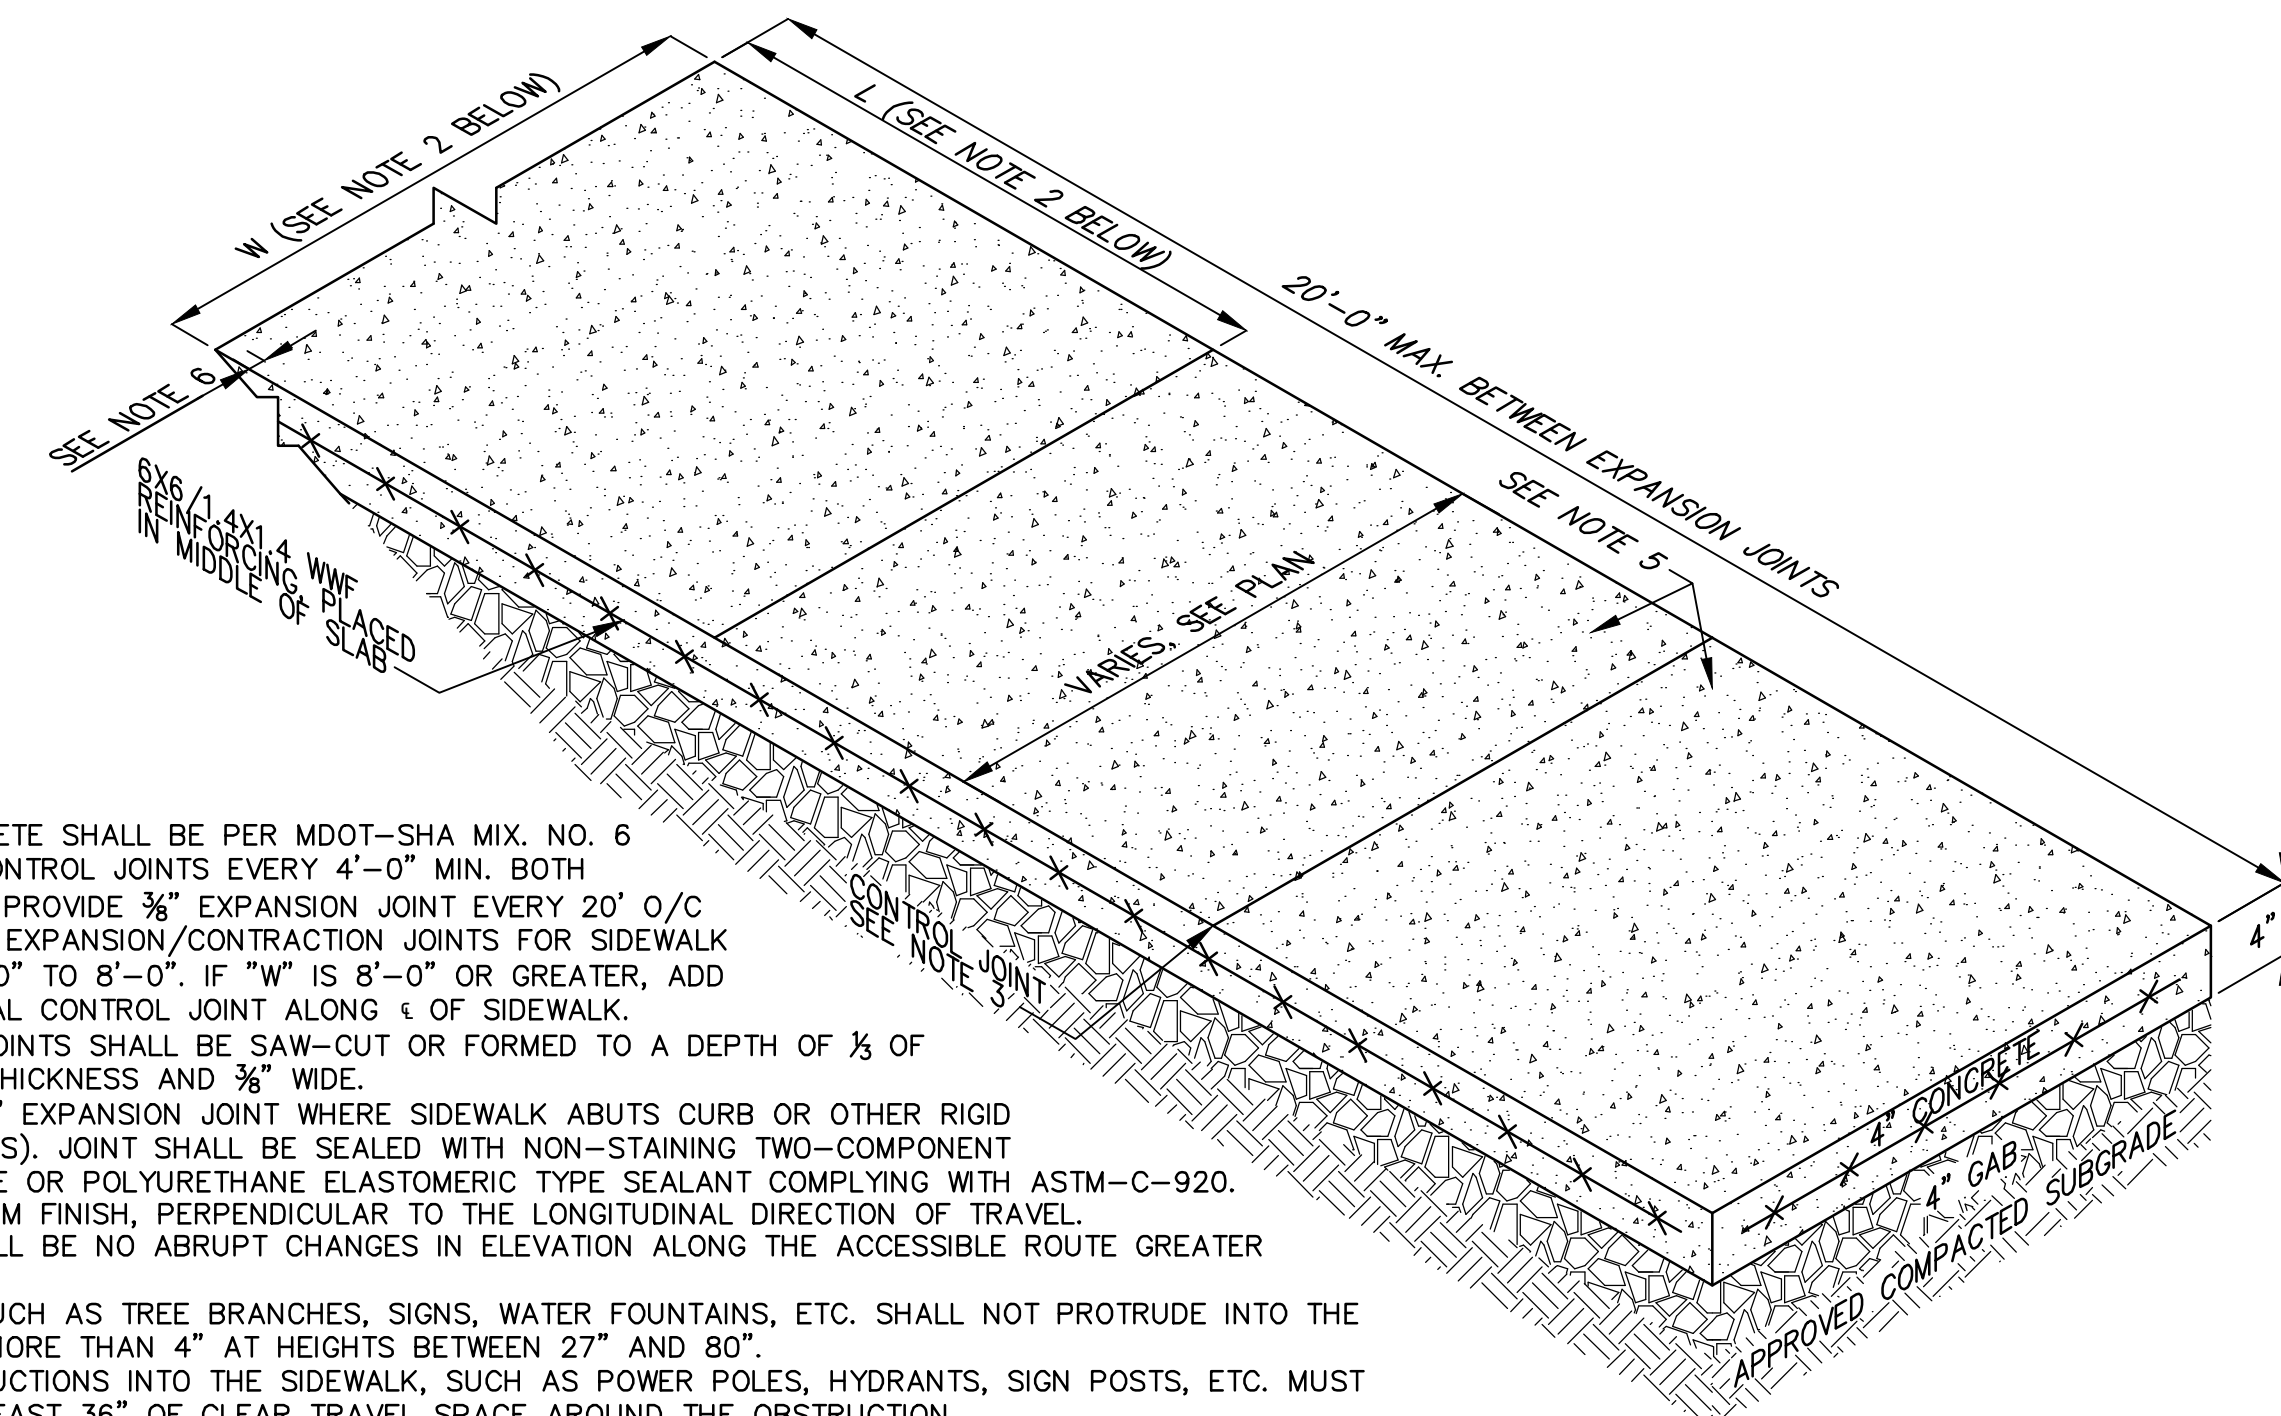 W (SEE NOTE 2 BELOW)
L (SEE NOTE 2 BELOW)
20'-0" MAX. BETWEEN EXPANSION JOINTS
SEE NOTE 6
SEE NOTE 5
6X6/1.4X1.4 WWF
REINFORCING, PLACED
IN MIDDLE OF SLAB
VARIES, SEE PLAN
CONTROL JOINT
SEE NOTE 3
4"
4" CONCRETE
4" GAB
APPROVED COMPACTED SUBGRADE
ETE SHALL BE PER MDOT-SHA MIX. NO. 6
ONTROL JOINTS EVERY 4'-0" MIN. BOTH
PROVIDE ⅜" EXPANSION JOINT EVERY 20' O/C
EXPANSION/CONTRACTION JOINTS FOR SIDEWALK
0" TO 8'-0". IF "W" IS 8'-0" OR GREATER, ADD
AL CONTROL JOINT ALONG ℄ OF SIDEWALK.
OINTS SHALL BE SAW-CUT OR FORMED TO A DEPTH OF ⅓ OF
HICKNESS AND ⅜" WIDE.
" EXPANSION JOINT WHERE SIDEWALK ABUTS CURB OR OTHER RIGID
S). JOINT SHALL BE SEALED WITH NON-STAINING TWO-COMPONENT
E OR POLYURETHANE ELASTOMERIC TYPE SEALANT COMPLYING WITH ASTM-C-920.
M FINISH, PERPENDICULAR TO THE LONGITUDINAL DIRECTION OF TRAVEL.
LL BE NO ABRUPT CHANGES IN ELEVATION ALONG THE ACCESSIBLE ROUTE GREATER
UCH AS TREE BRANCHES, SIGNS, WATER FOUNTAINS, ETC. SHALL NOT PROTRUDE INTO THE
MORE THAN 4" AT HEIGHTS BETWEEN 27" AND 80".
UCTIONS INTO THE SIDEWALK, SUCH AS POWER POLES, HYDRANTS, SIGN POSTS, ETC. MUST
EAST 36" OF CLEAR TRAVEL SPACE AROUND THE OBSTRUCTION